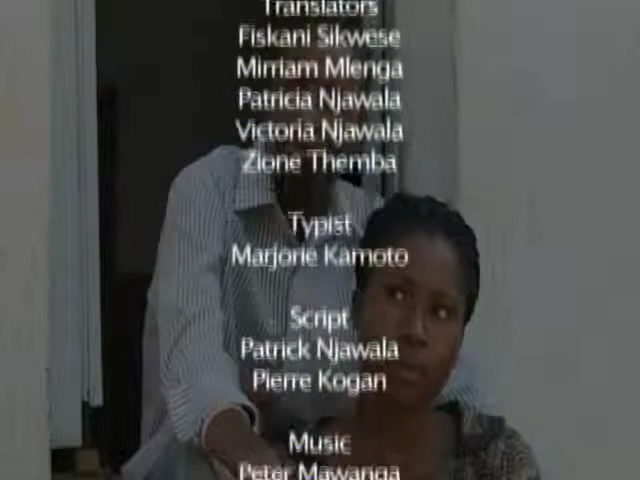 Translators
Fiskani Sikwese
Mirriam Mlenga
Patricia Njawala
Victoria Njawala
Zione Themba
Typist
Marjorie Kamoto
Script
Patrick Njawala
Pierre Kogan
Music
Peter Mawanga